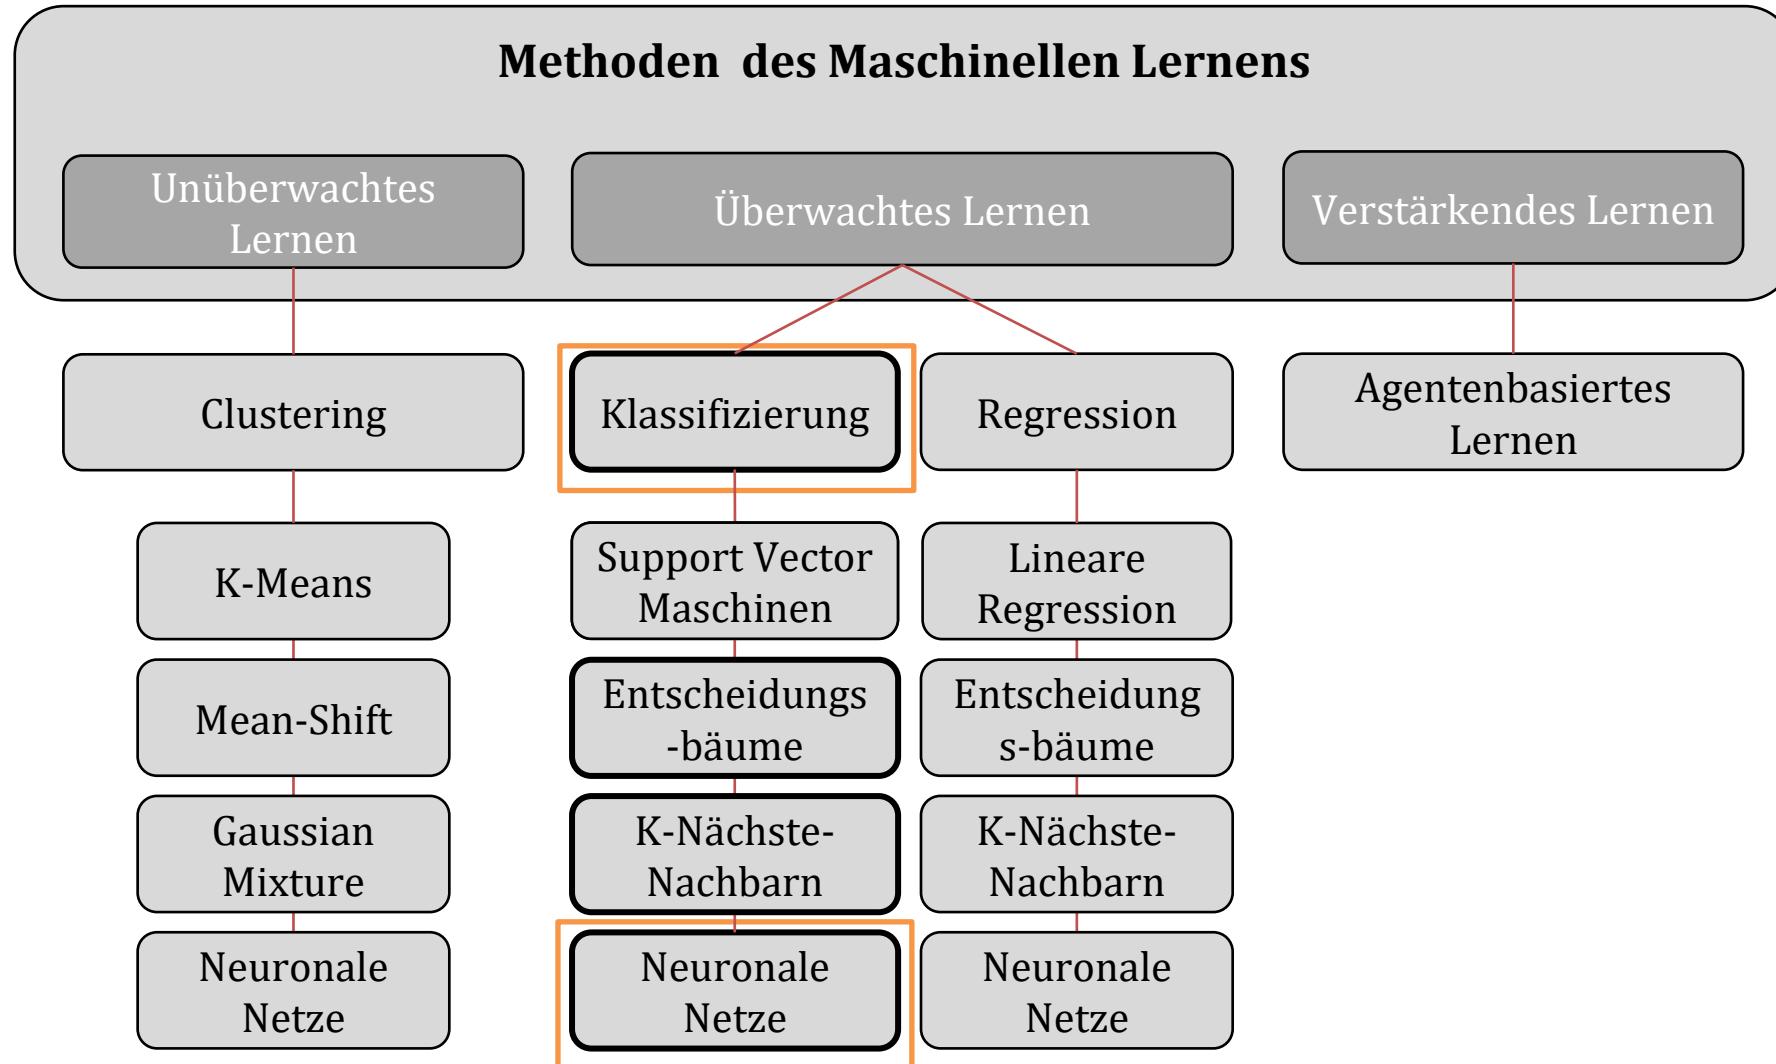 Methoden  des Maschinellen Lernens
Unüberwachtes
Lernen
Überwachtes Lernen
Verstärkendes Lernen
Clustering
Klassifizierung
Regression
Agentenbasiertes
Lernen
K-Means
Support Vector
Maschinen
Lineare
Regression
Mean-Shift
Entscheidungs
-bäume
Entscheidung
s-bäume
Gaussian
Mixture
K-Nächste-
Nachbarn
K-Nächste-
Nachbarn
Neuronale
Netze
Neuronale
Netze
Neuronale
Netze